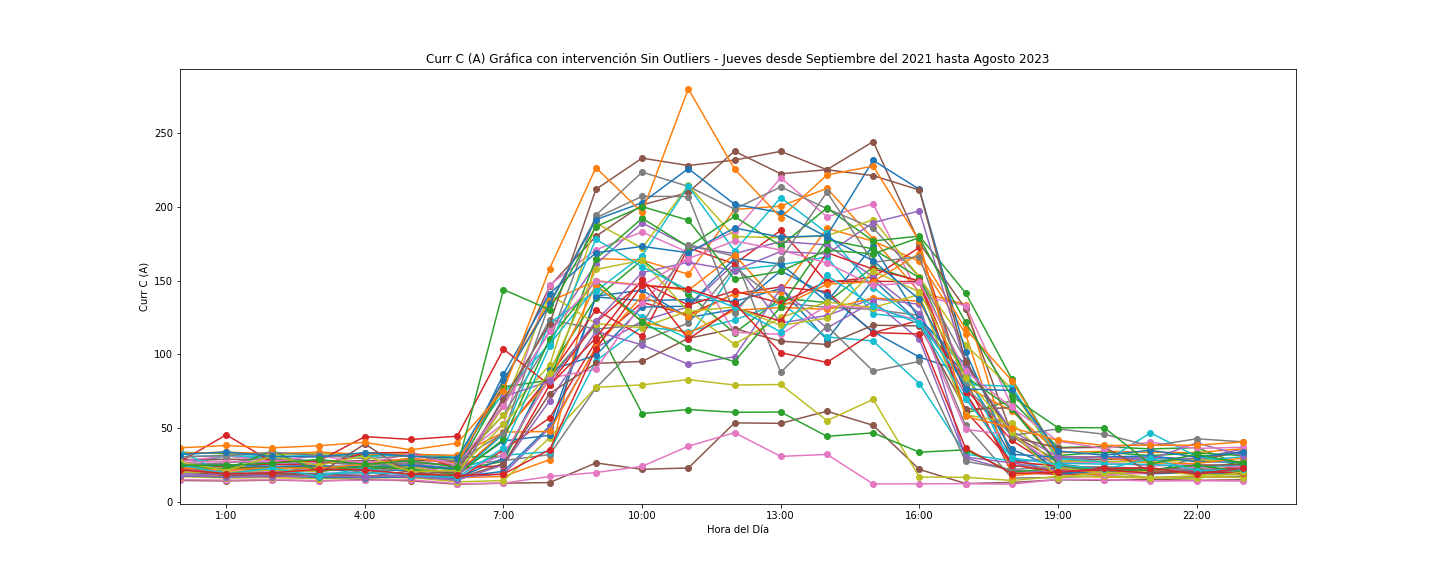 Curr C (A) Gráfica con intervención Sin Outliers - Jueves desde Septiembre del 2021 hasta Agosto 2023
Curr C (A)
250
200
150
100
50
0
1:00 4:00 7:00 10:00 13:00 16:00 19:00 22:00
Hora del Día